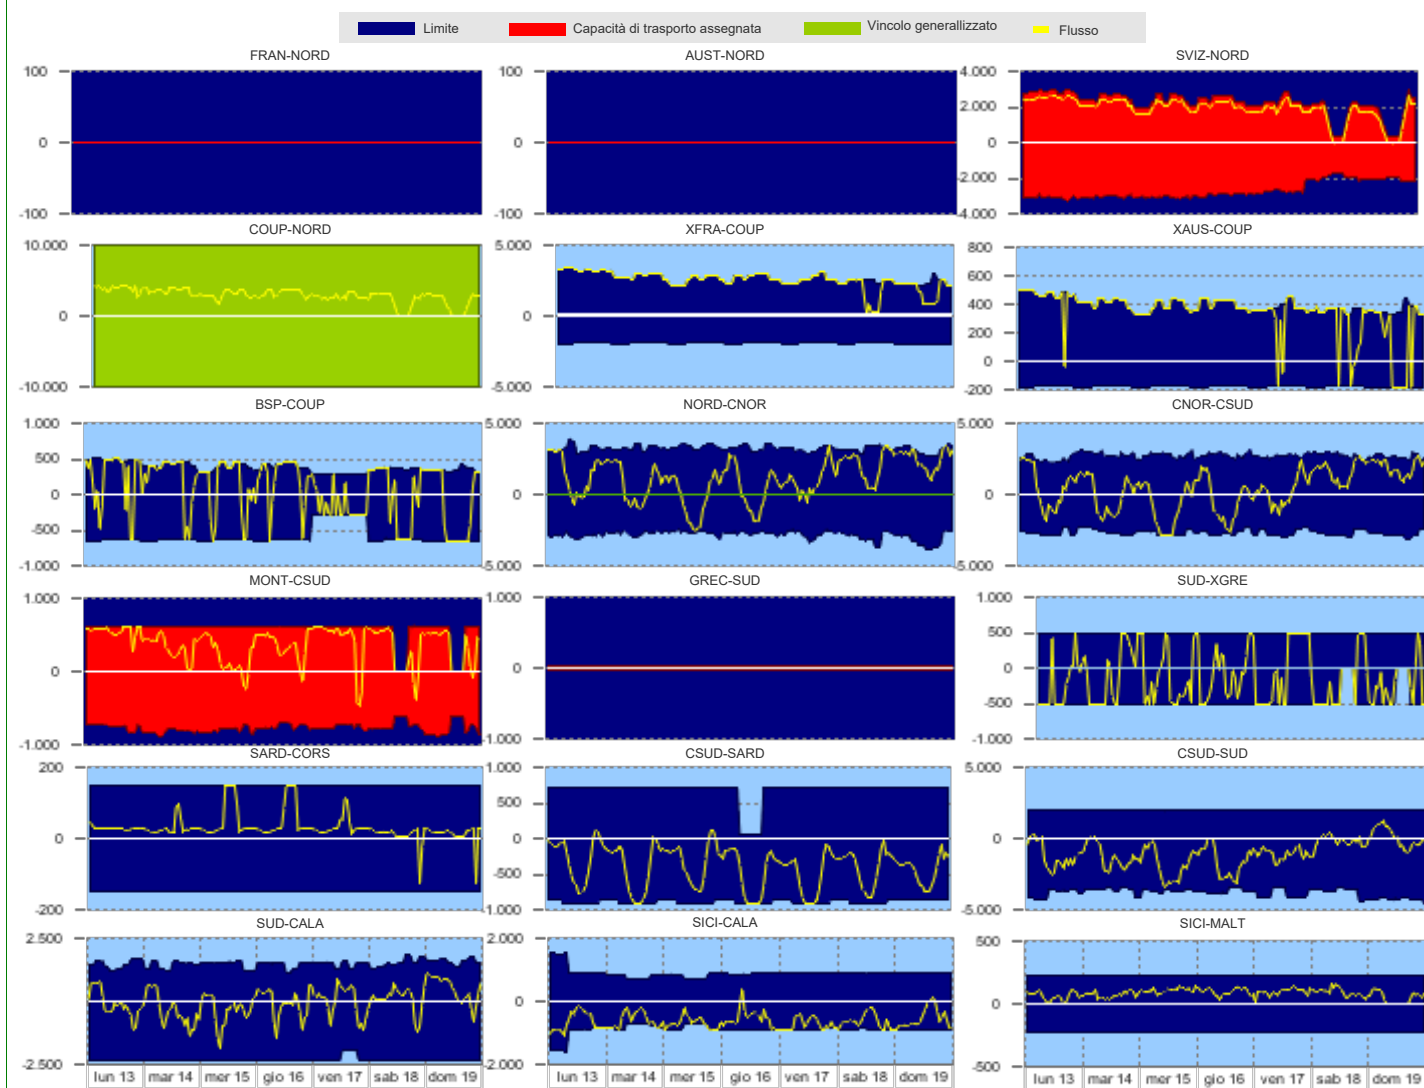 Limite Capacità di trasporto assegnata Vincolo generallizzato Flusso
FRAN-NORD AUST-NORD SVIZ-NORD
100 100 4.000
2.000
0 0 0
-2.000
-100 -100 -4.000
COUP-NORD XFRA-COUP XAUS-COUP
10.000 5.000 800
600
400
200
0 0 0
-10.000 -5.000 -200
BSP-COUP NORD-CNOR CNOR-CSUD
1.000 5.000 5.000
500
0 0 0
-500
-1.000 -5.000 -5.000
MONT-CSUD GREC-SUD SUD-XGRE
1.000 1.000 1.000
500
0 0 0
-500
-1.000 -1.000 -1.000
SARD-CORS CSUD-SARD CSUD-SUD
200 1.000 5.000
500
0 0 0
-500
-200 -1.000 -5.000
SUD-CALA SICI-CALA SICI-MALT
2.500 2.000 500
0 0 0
-2.500 -2.000 -500
lun 13 mar 14 mer 15 gio 16 ven 17 sab 18 dom 19 lun 13 mar 14 mer 15 gio 16 ven 17 sab 18 dom 19 lun 13 mar 14 mer 15 gio 16 ven 17 sab 18 dom 19